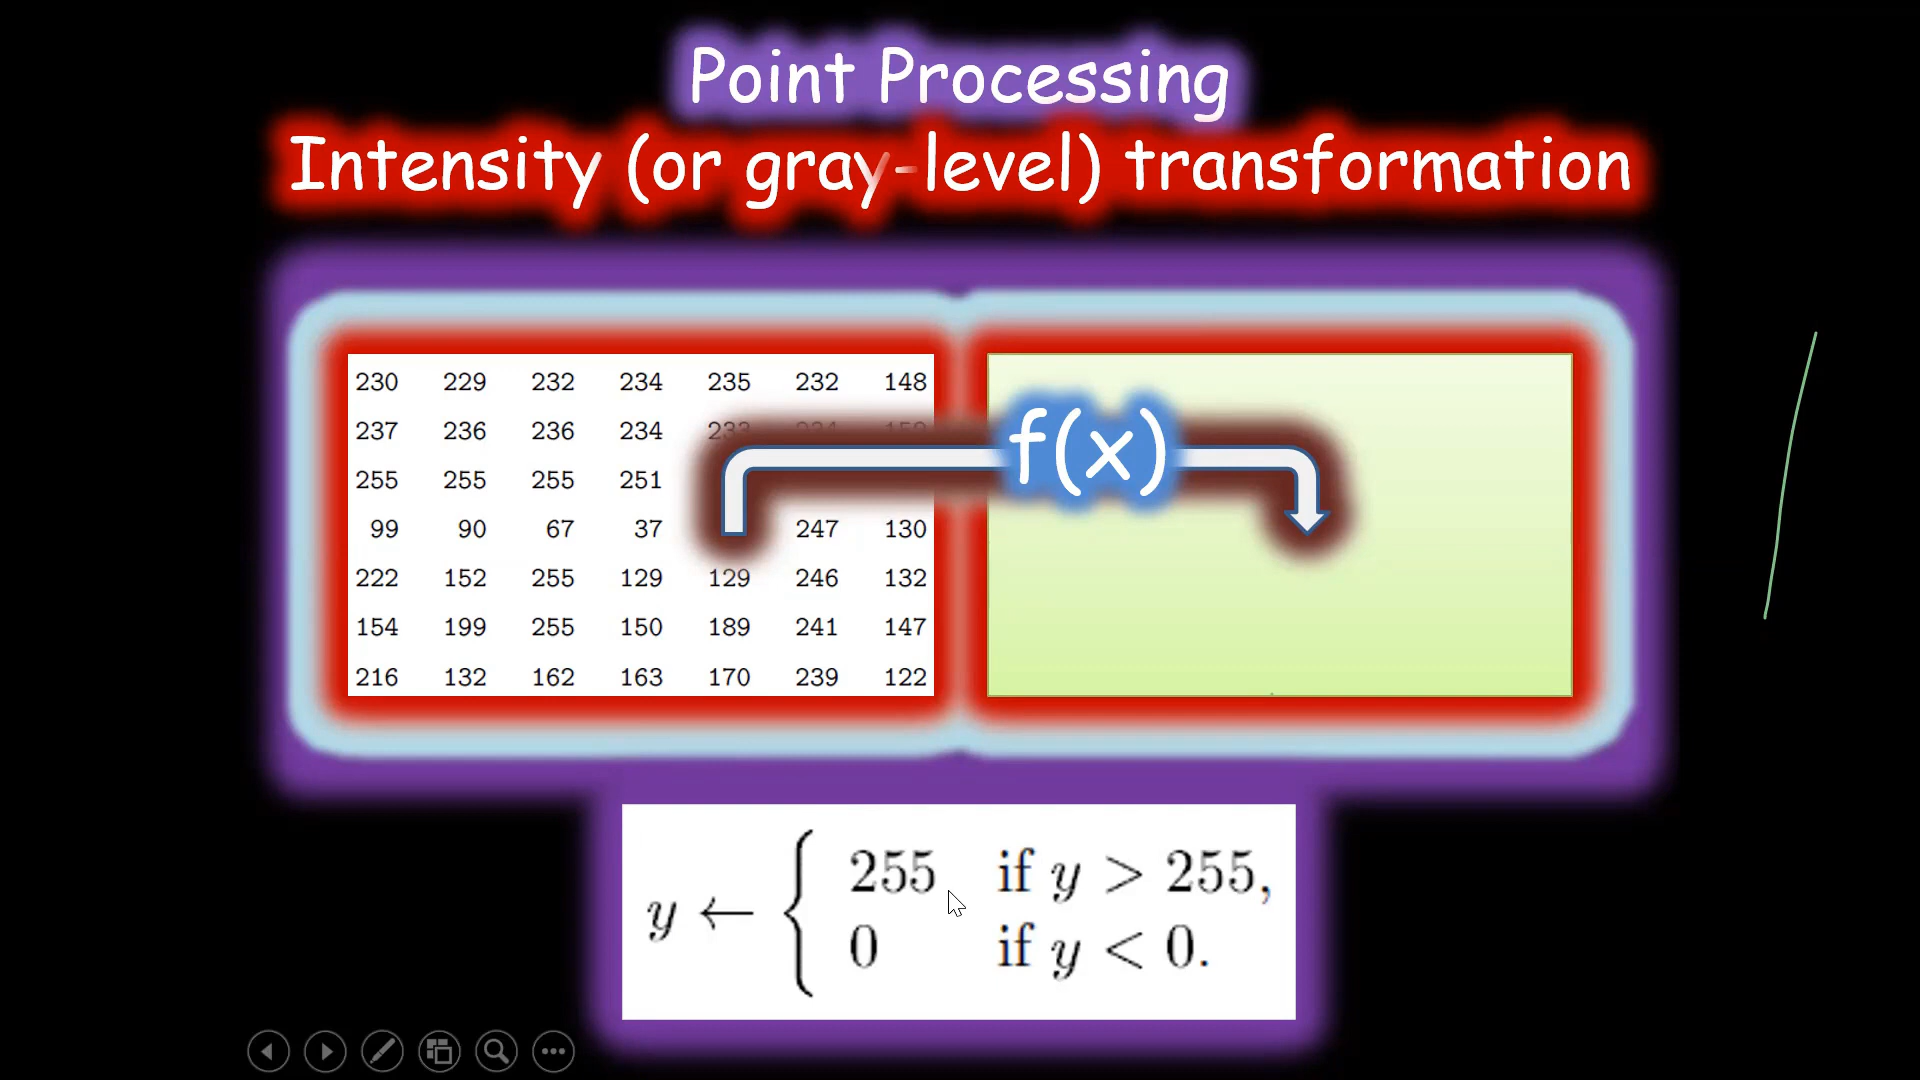 Point Processing
Intensity (or gray-level) transformation
230 229 232 234 235 232 148
237 236 236 234 233 234
255 255 255 251
f(x)
99 90 67 37 247 130
222 152 255 129 129 246 132
154 199 255 150 189 241 147
216 132 162 163 170 239 122
y ← { 255 if y > 255,
0 if y < 0.